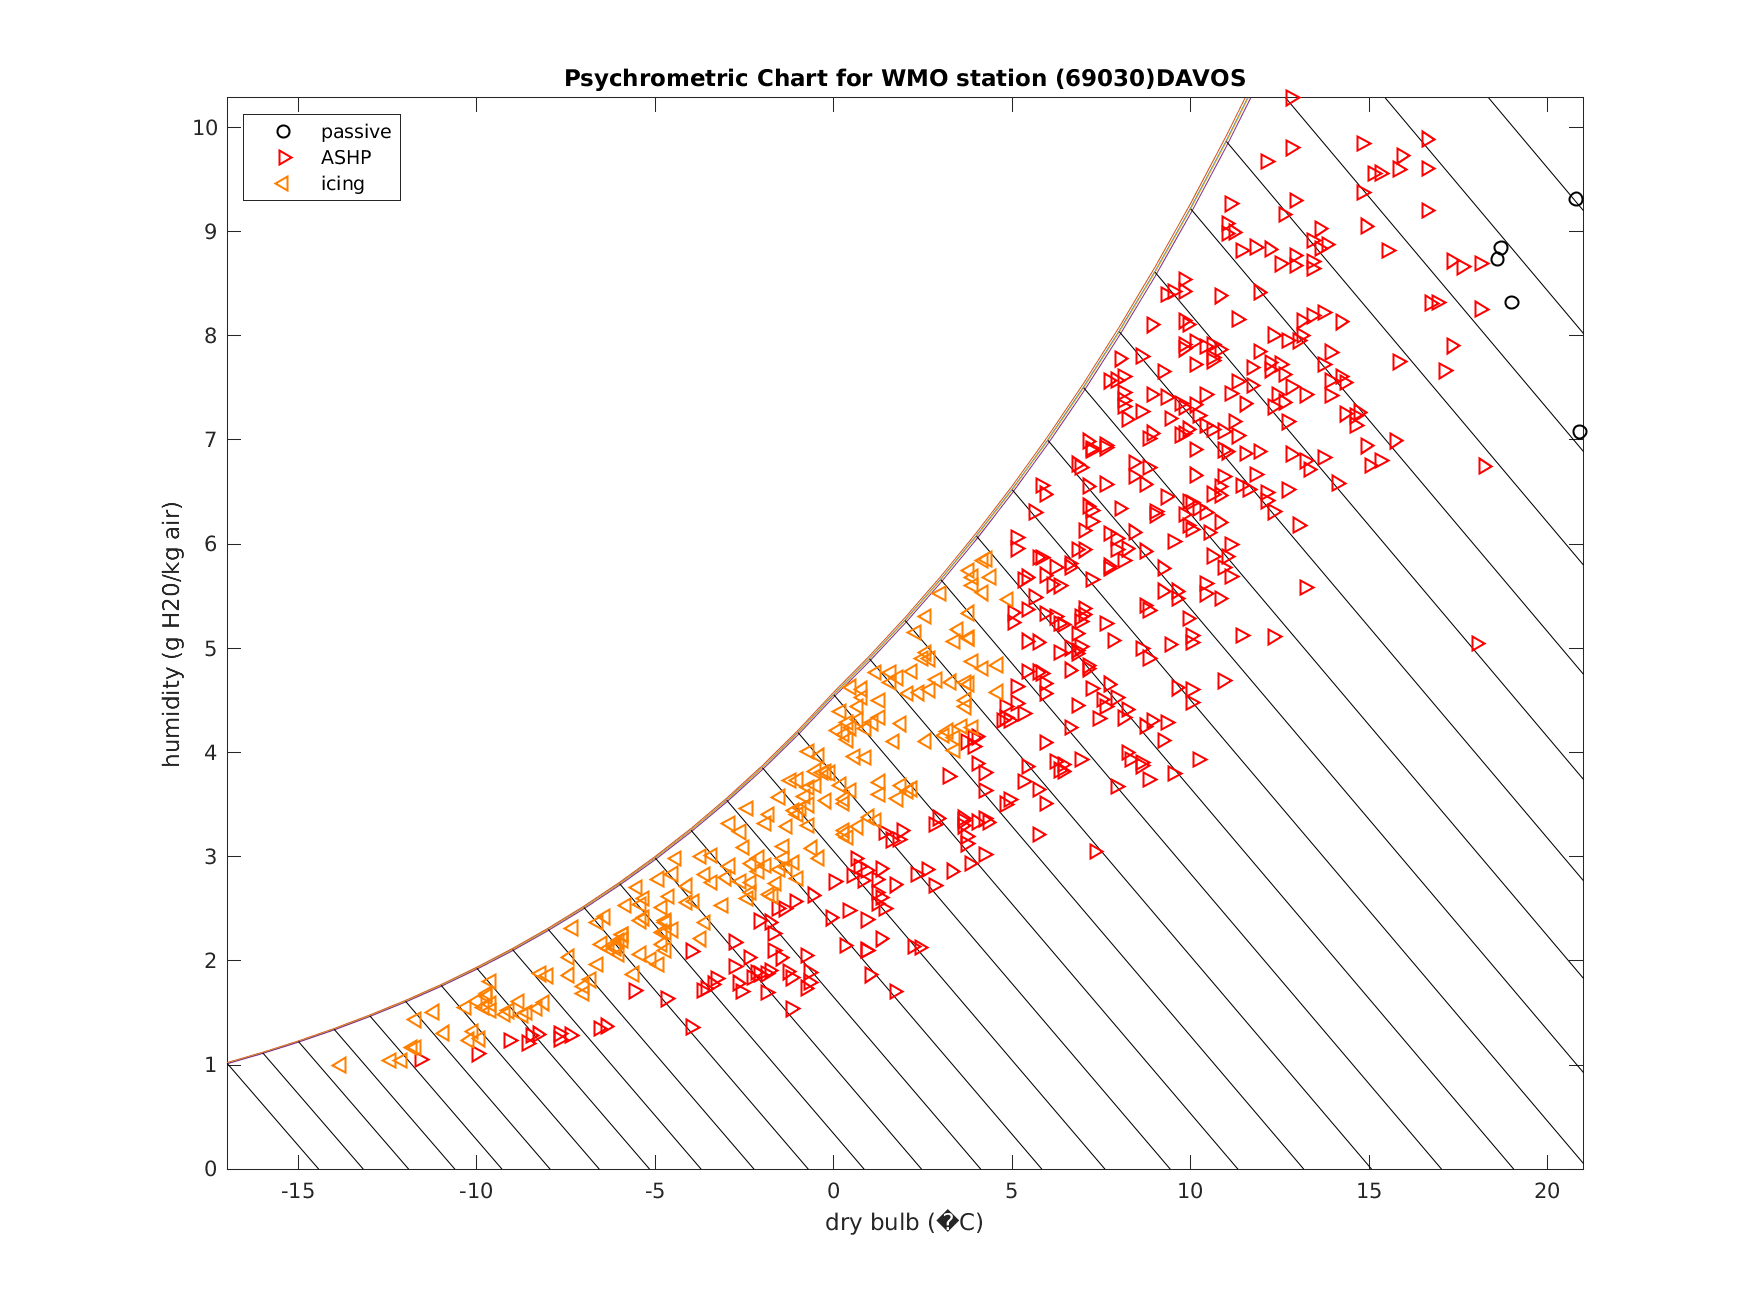 Psychrometric Chart for WMO station (69030)DAVOS
passive
ASHP
icing
10
9
8
7
6
5
4
3
2
1
0
humidity (g H20/kg air)
-15 -10 -5 0 5 10 15 20
dry bulb (�C)